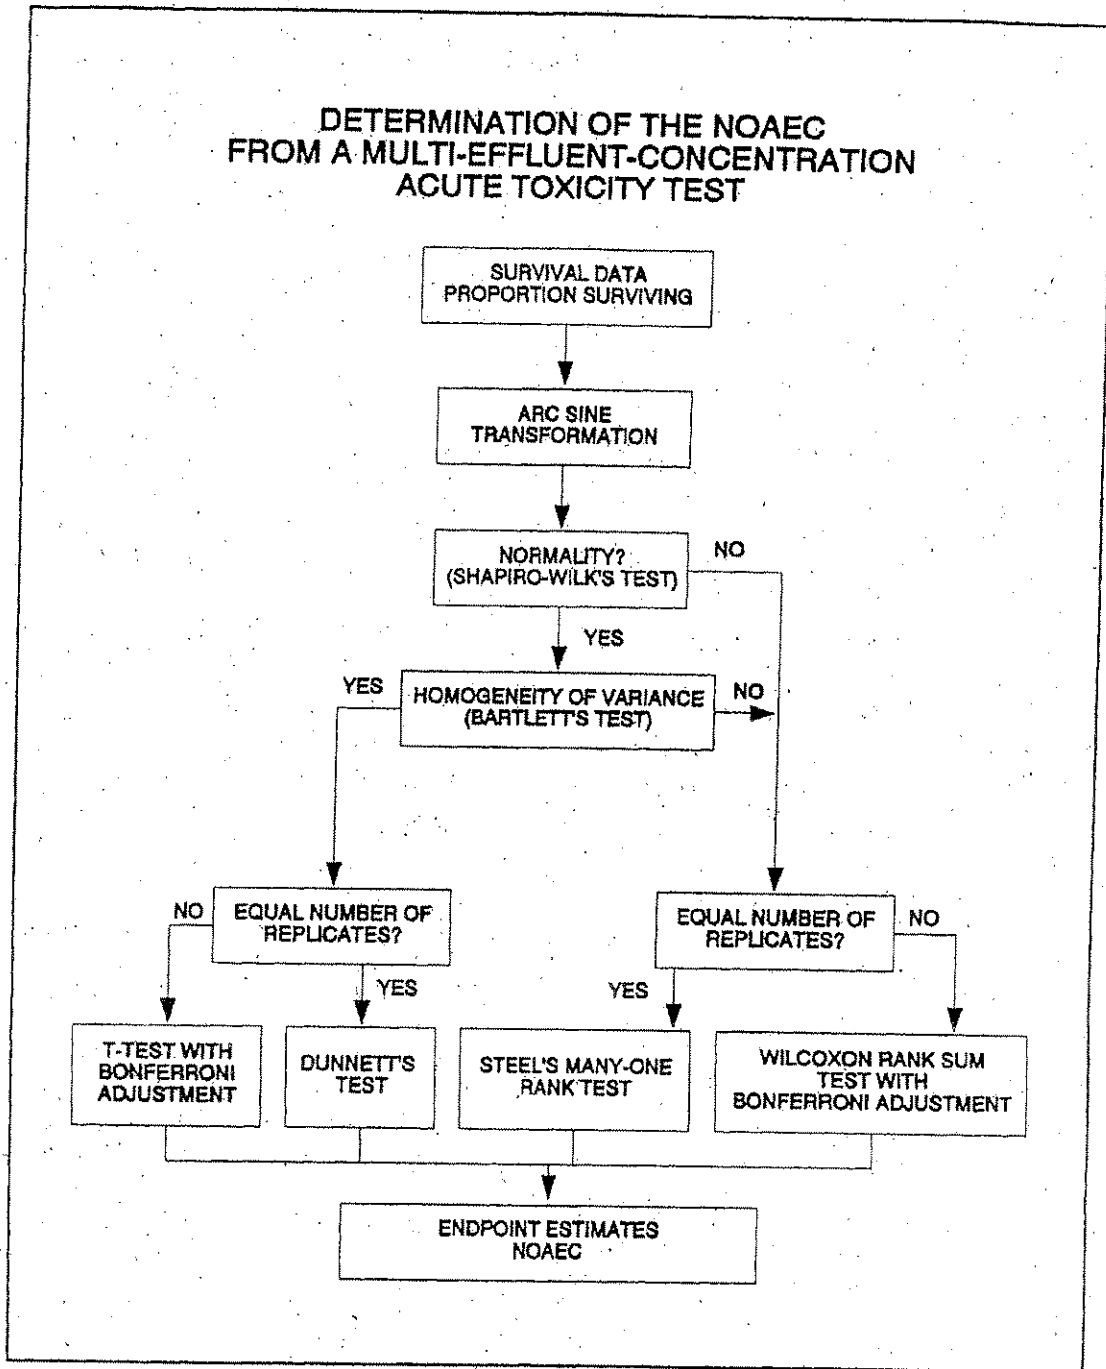 DETERMINATION OF THE NOAEC
FROM A MULTI-EFFLUENT-CONCENTRATION
ACUTE TOXICITY TEST
SURVIVAL DATA
PROPORTION SURVIVING
ARC SINE
TRANSFORMATION
NORMALITY?
(SHAPIRO-WILK'S TEST)
NO
YES
YES
HOMOGENEITY OF VARIANCE
(BARTLETT'S TEST)
NO
NO
EQUAL NUMBER OF
REPLICATES?
YES
EQUAL NUMBER OF
REPLICATES?
NO
YES
T-TEST WITH
BONFERRONI
ADJUSTMENT
DUNNETT'S
TEST
STEEL'S MANY-ONE
RANK TEST
WILCOXON RANK SUM
TEST WITH
BONFERRONI ADJUSTMENT
ENDPOINT ESTIMATES
NOAEC